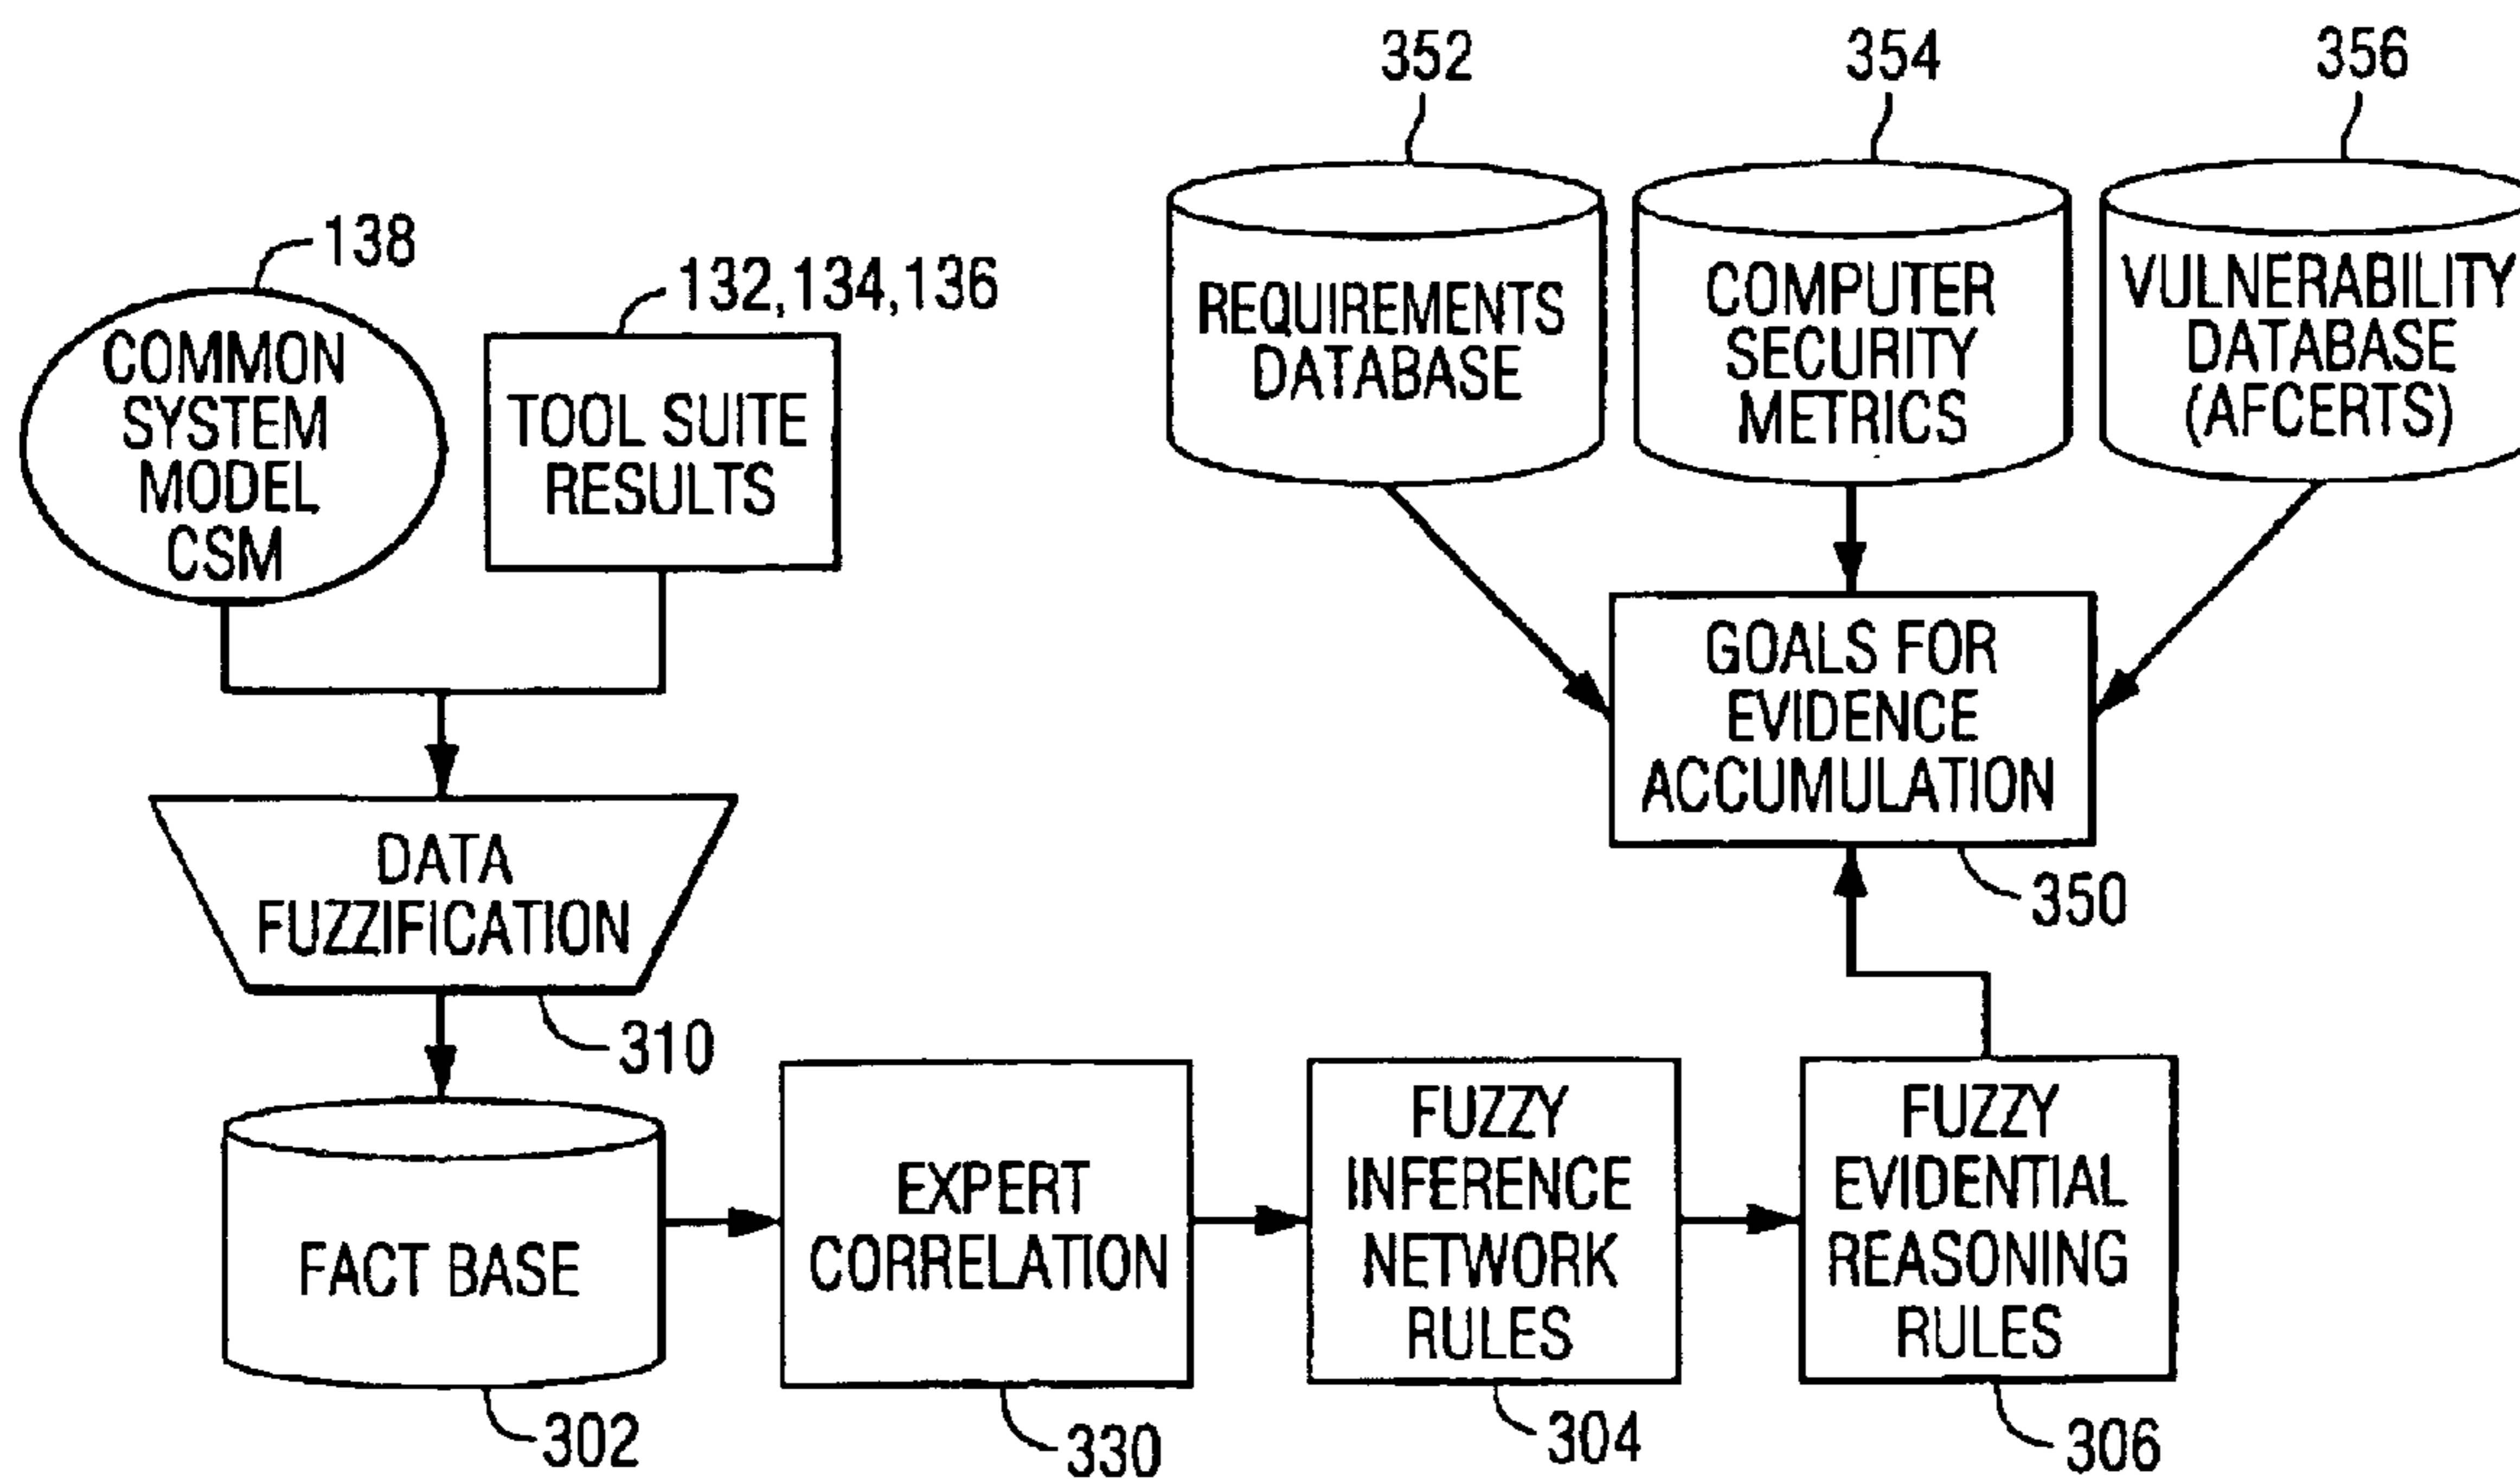 352
354
356
138
132,134,136
COMMON
SYSTEM
MODEL
CSM
TOOL SUITE
RESULTS
REQUIREMENTS
DATABASE
COMPUTER
SECURITY
METRICS
VULNERABILITY
DATABASE
(AFCERTS)
GOALS FOR
EVIDENCE
ACCUMULATION
350
DATA
FUZZIFICATION
310
FACT BASE
302
EXPERT
CORRELATION
330
FUZZY
INFERENCE
NETWORK
RULES
304
FUZZY
EVIDENTIAL
REASONING
RULES
306